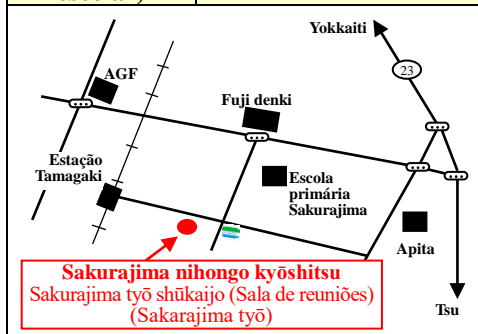 Yokkaiti
23
AGF
Fuji denki
Estação
Tamagaki
Escola
primária
Sakurajima
Apita
Sakurajima nihongo kyōshitsu
Sakurajima tyō shūkaijo (Sala de reuniões)
(Sakarajima tyō)
Tsu